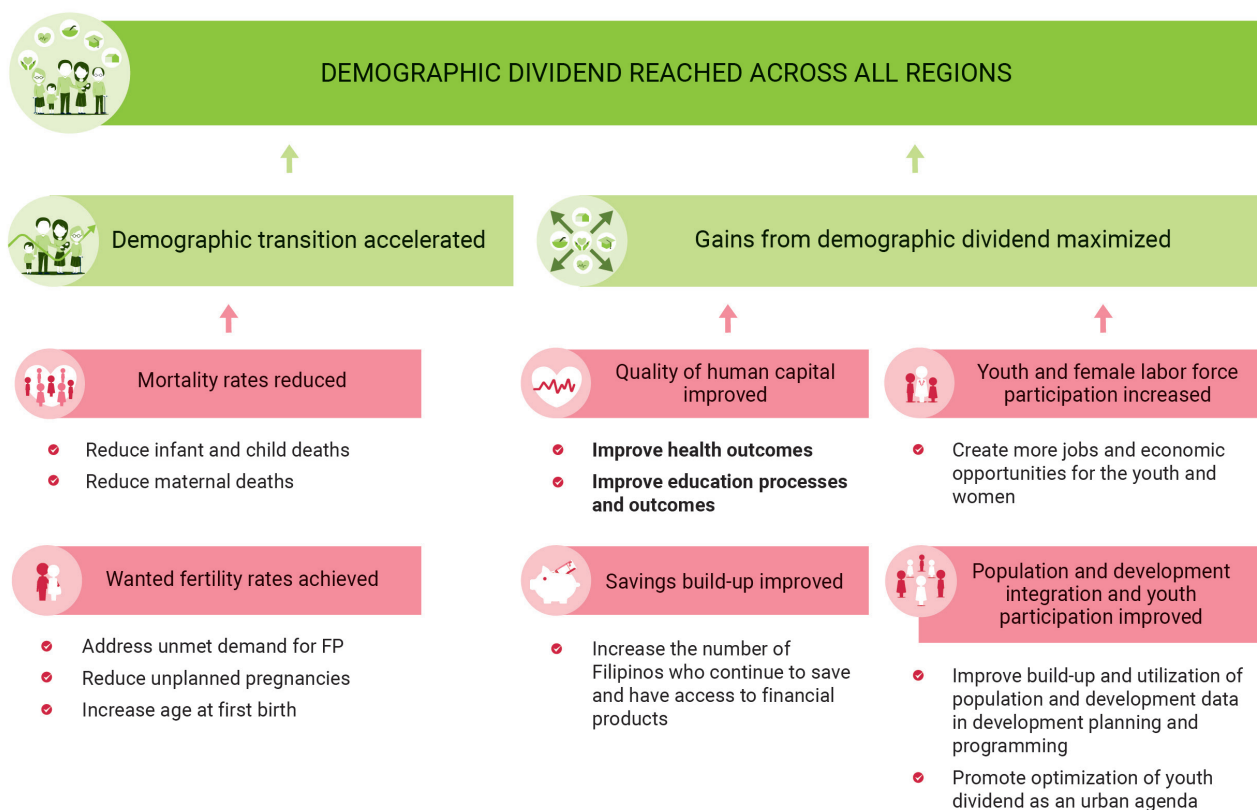 DEMOGRAPHIC DIVIDEND REACHED ACROSS ALL REGIONS
Demographic transition accelerated
Gains from demographic dividend maximized
Mortality rates reduced
Reduce infant and child deaths
Reduce maternal deaths
Wanted fertility rates achieved
Address unmet demand for FP
Reduce unplanned pregnancies
Increase age at first birth
Quality of human capital
improved
Improve health outcomes
Improve education processes
and outcomes
Savings build-up improved
Increase the number of
Filipinos who continue to save
and have access to financial
products
Youth and female labor force
participation increased
Create more jobs and economic
opportunities for the youth and
women
Population and development
integration and youth
participation improved
Improve build-up and utilization of
population and development data
in development planning and
programming
Promote optimization of youth
dividend as an urban agenda